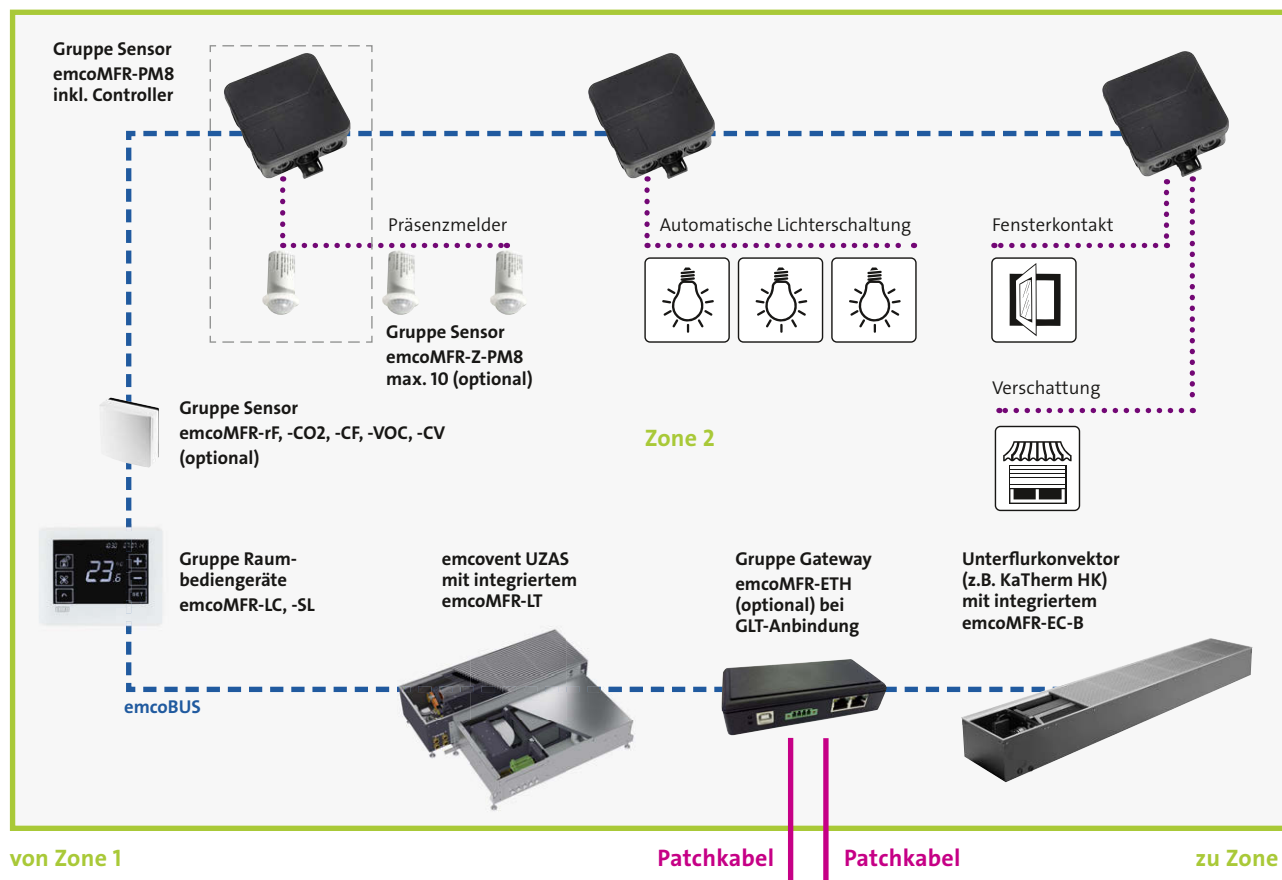 Gruppe Sensor
emcoMFR-PM8
inkl. Controller
Präsenzmelder
Automatische Lichterschaltung
Fensterkontakt
Gruppe Sensor
emcoMFR-Z-PM8
max. 10 (optional)
Verschattung
Gruppe Sensor
emcoMFR-rF, -CO2, -CF, -VOC, -CV
(optional)
Zone 2
23.6
SET
Gruppe Raum-
bediengeräte
emcoMFR-LC, -SL
emcovent UZAS
mit integriertem
emcoMFR-LT
Gruppe Gateway
emcoMFR-ETH
(optional) bei
GLT-Anbindung
Unterflurkonvektor
(z.B. KaTherm HK)
mit integriertem
emcoMFR-EC-B
emcoBUS
von Zone 1
Patchkabel
Patchkabel
zu Zone